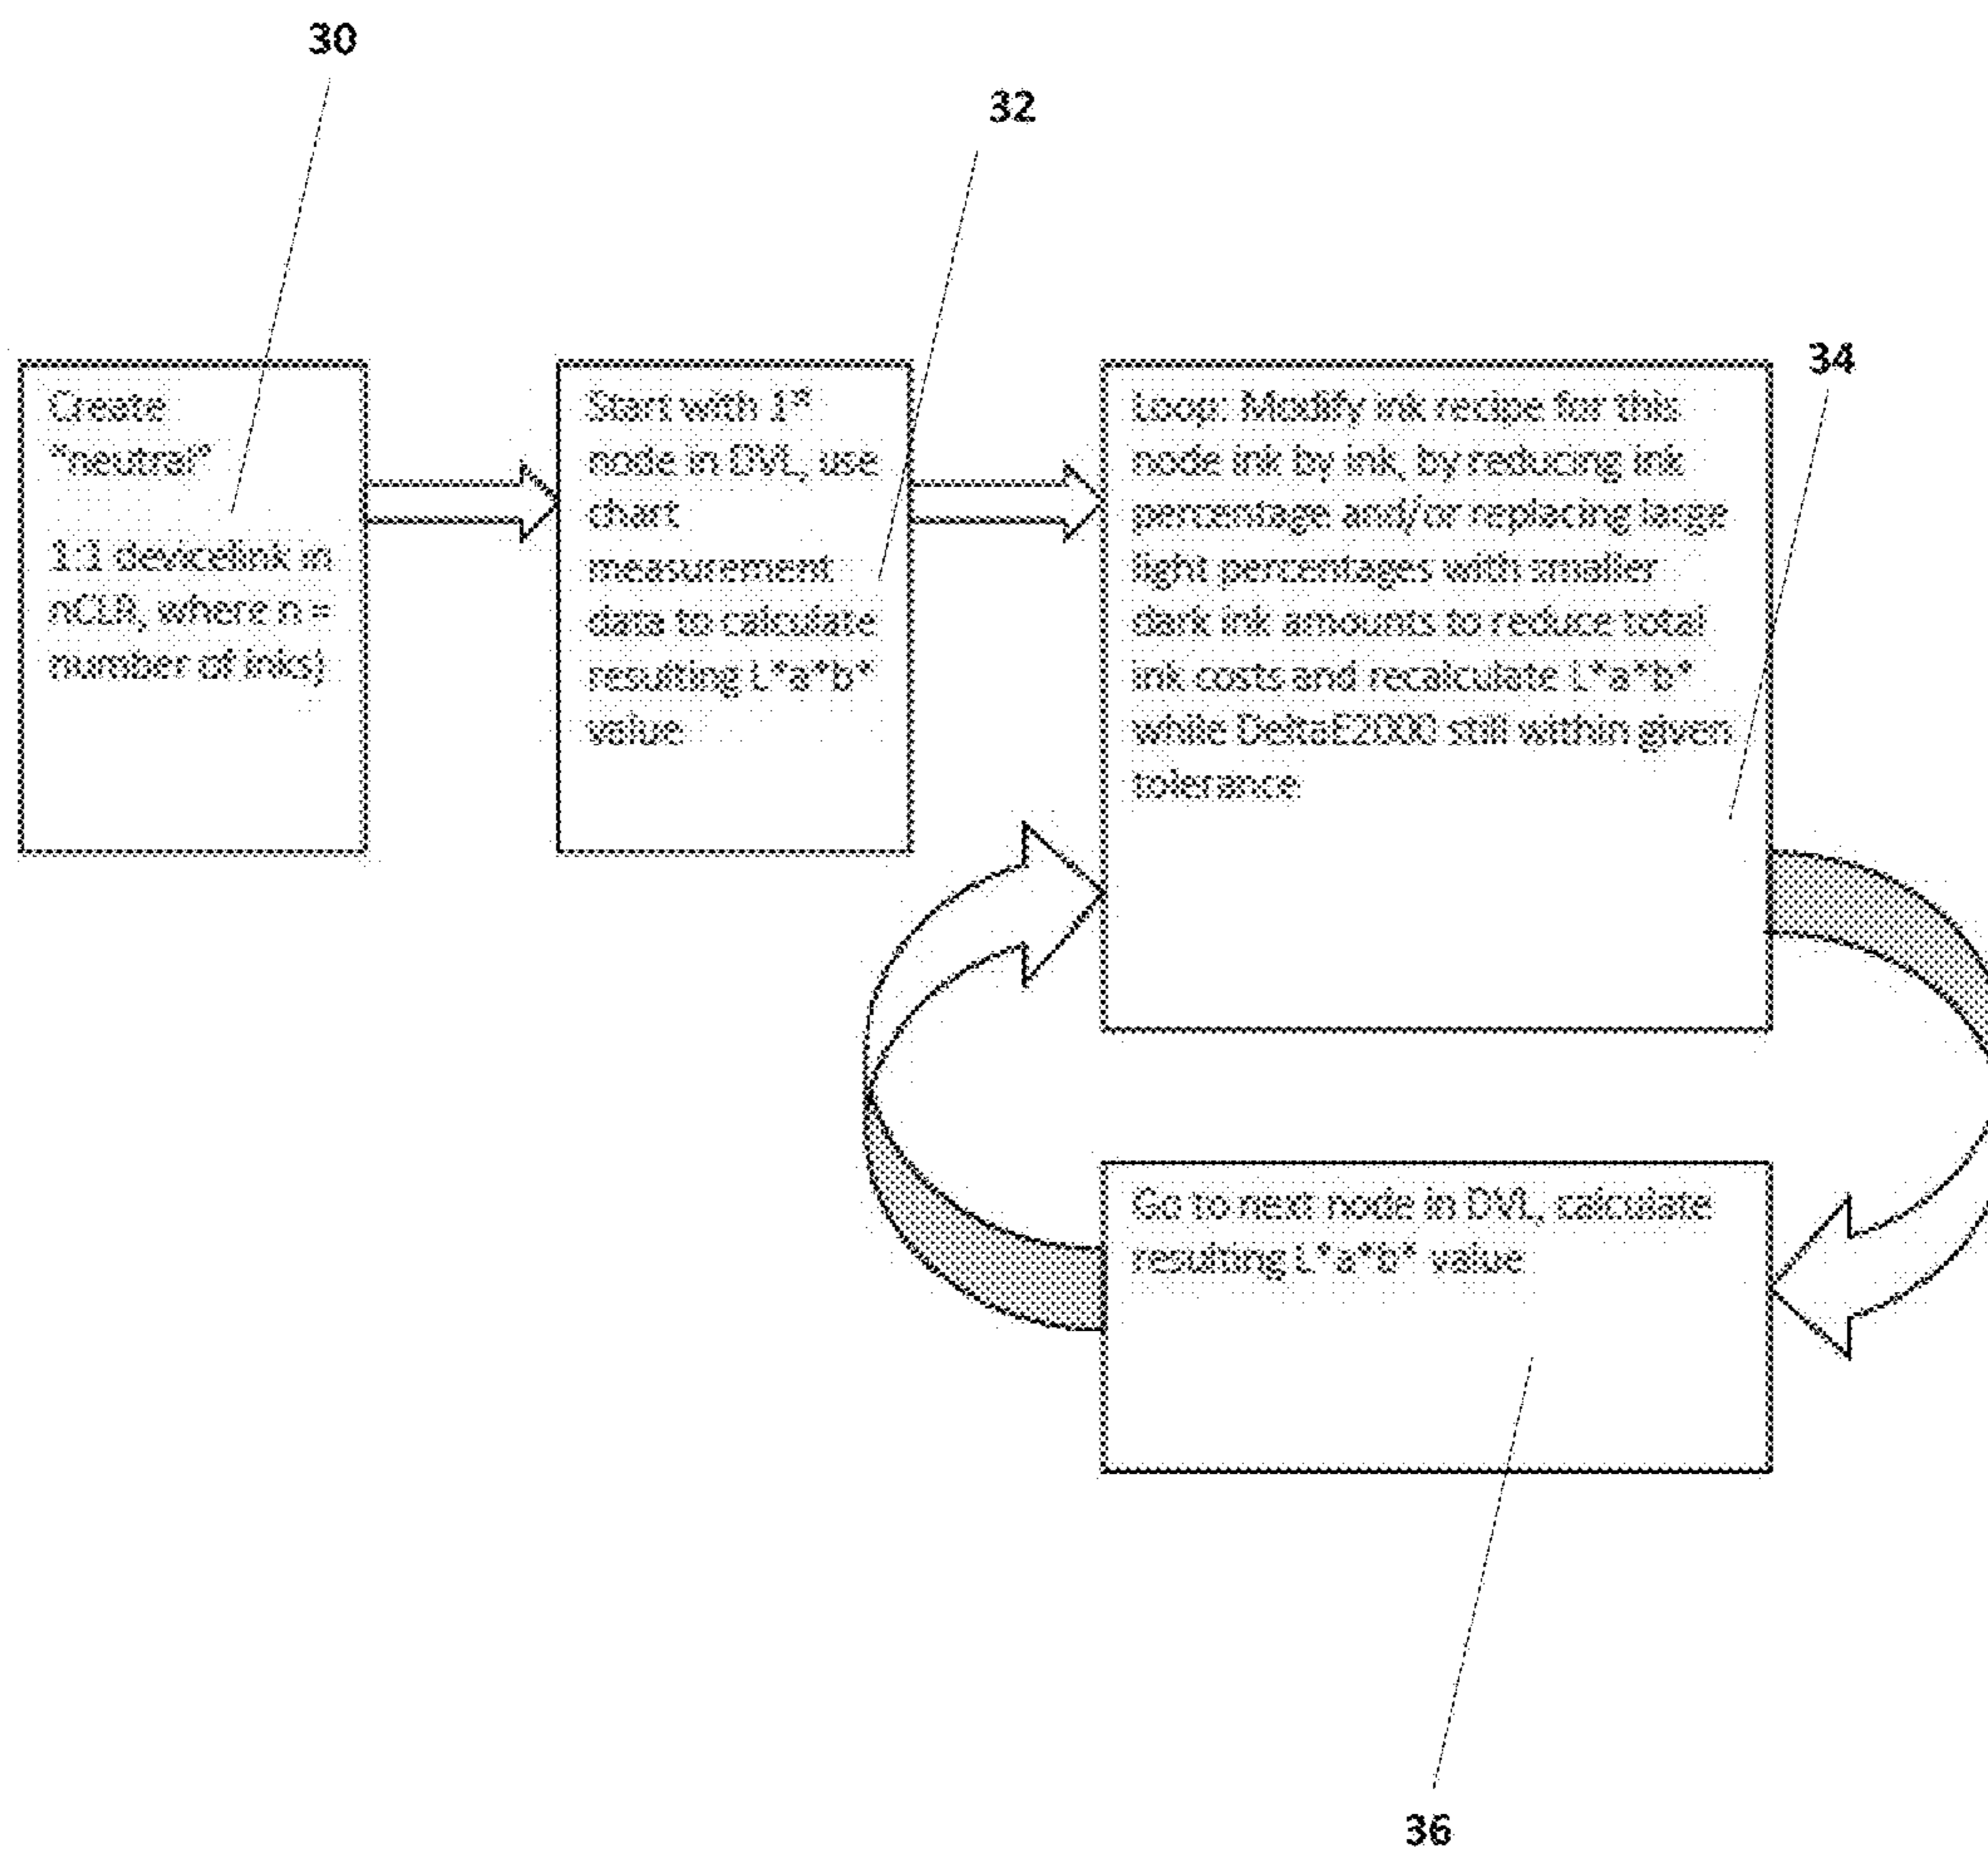 30
32
34
Create
"neutral"
1:1 devicelink in
nCLR, where n =
number of inks)
Start with 1st
node in DVL, use
chart
measurement
data to calculate
resulting L*a*b*
value
Loop: Modify ink recipe for this
node ink by ink, by reducing ink
percentage and/or replacing large
light percentages with smaller
dark ink amounts to reduce total
ink costs and recalculate L*a*b*
while DeltaE2000 still within given
tolerance
Go to next node in DVL, calculate
resulting L*a*b* value
36